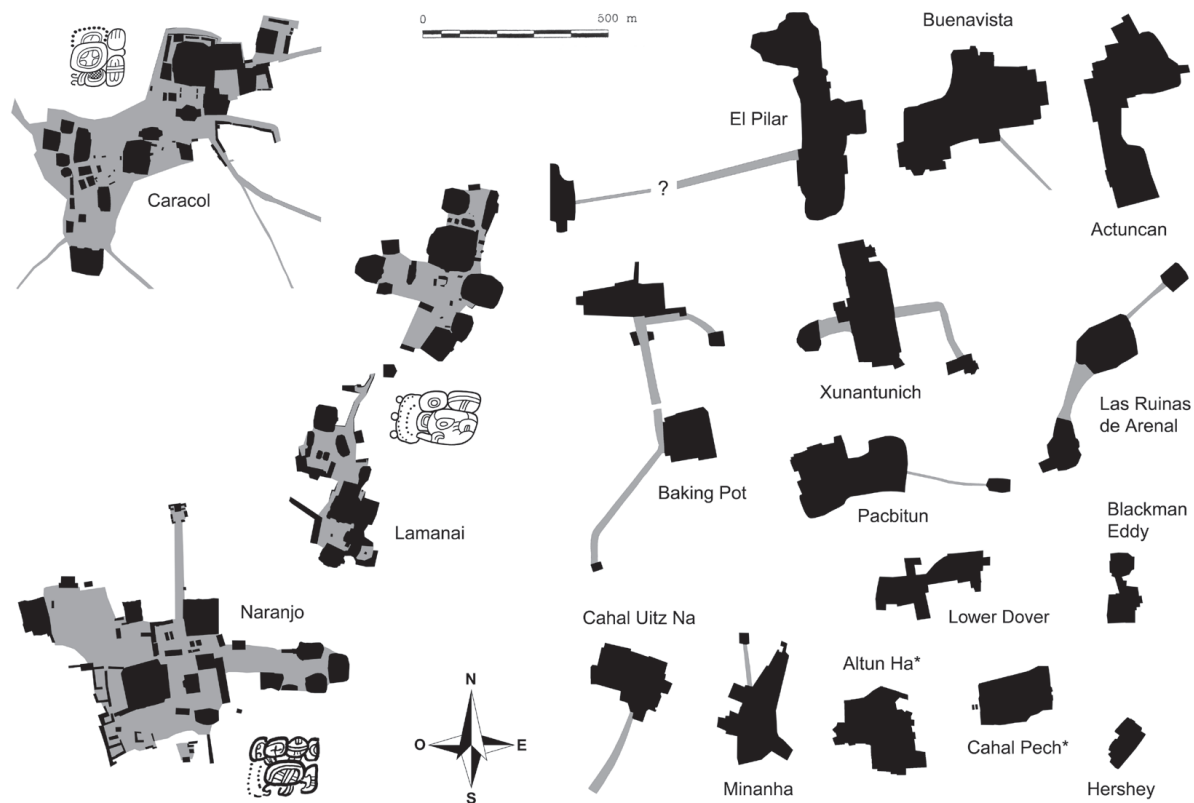 0 500 m
Buenavista
El Pilar
?
Caracol
Actuncan
Xunantunich
Las Ruinas
de Arenal
Baking Pot
Pacbitun
Lamanai
Blackman
Eddy
Naranjo
Cahal Uitz Na
Lower Dover
Altun Ha*
N
O E
S
Cahal Pech*
Minanha
Hershey